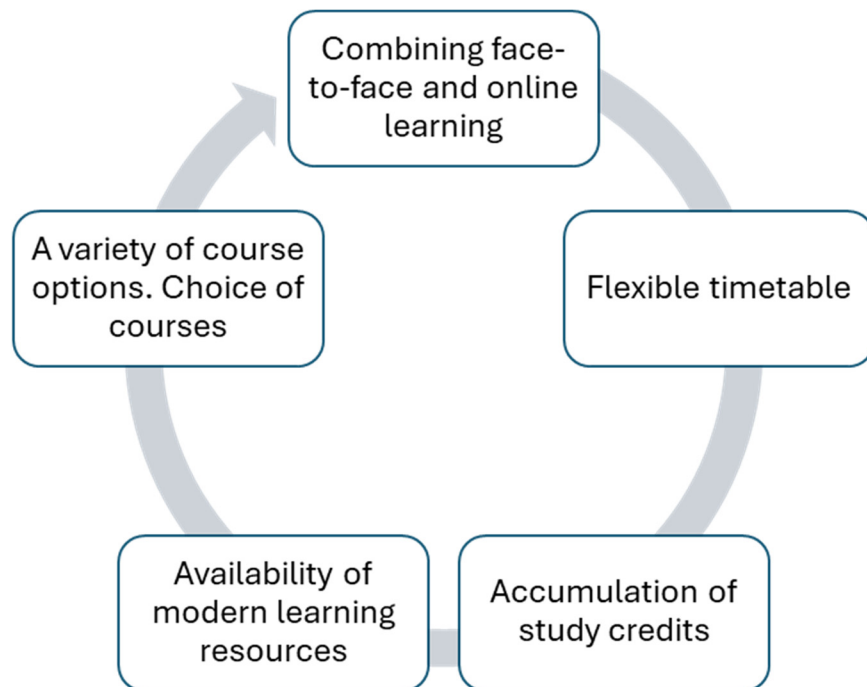 Combining face-
to-face and online
learning
Flexible timetable
Accumulation of
study credits
Availability of
modern learning
resources
A variety of course
options. Choice of
courses